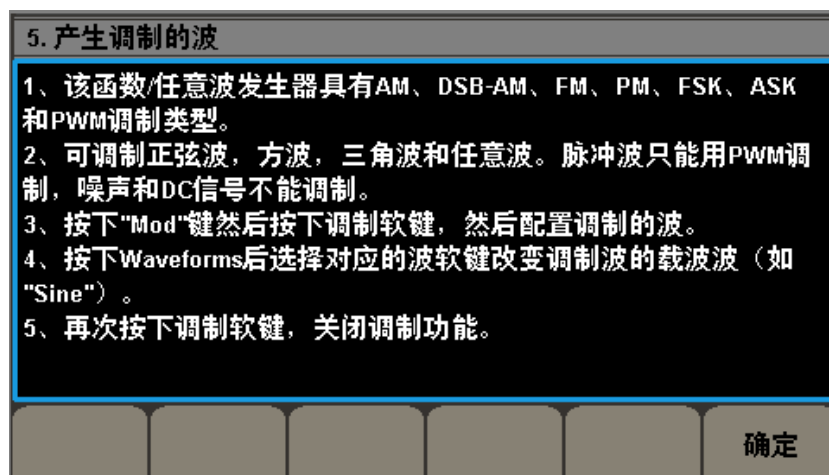 5. 产生调制的波
1、该函数/任意波发生器具有AM、DSB-AM、FM、PM、FSK、ASK
和PWM调制类型。
2、可调制正弦波，方波，三角波和任意波。脉冲波只能用PWM调
制，噪声和DC信号不能调制。
3、按下"Mod"键然后按下调制软键，然后配置调制的波。
4、按下Waveforms后选择对应的波软键改变调制波的载波波（如
"Sine"）。
5、再次按下调制软键，关闭调制功能。
确定